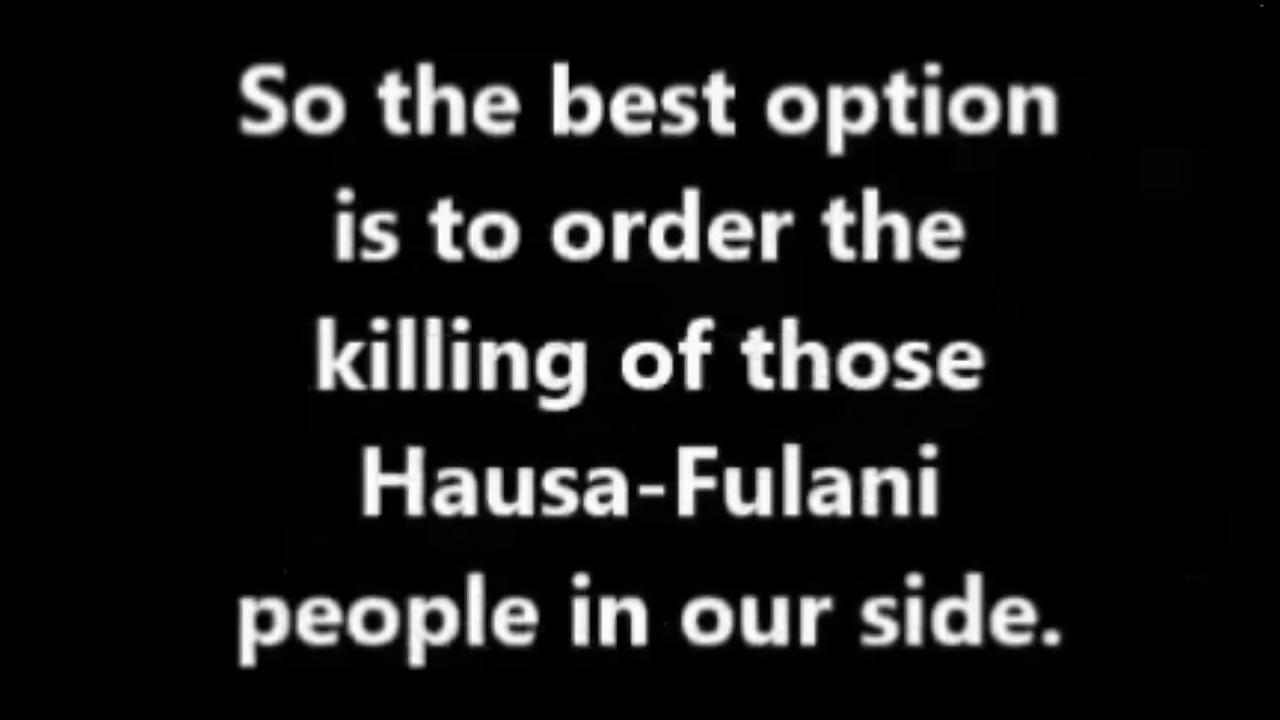 So the best option
is to order the
killing of those
Hausa-Fulani
people in our side.